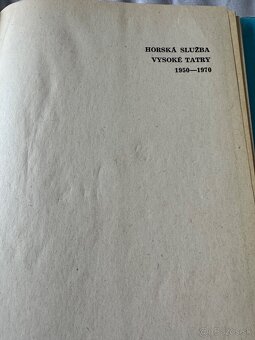 HORSKÁ SLUŽBA
VYSOKÉ TATRY
1950—1970